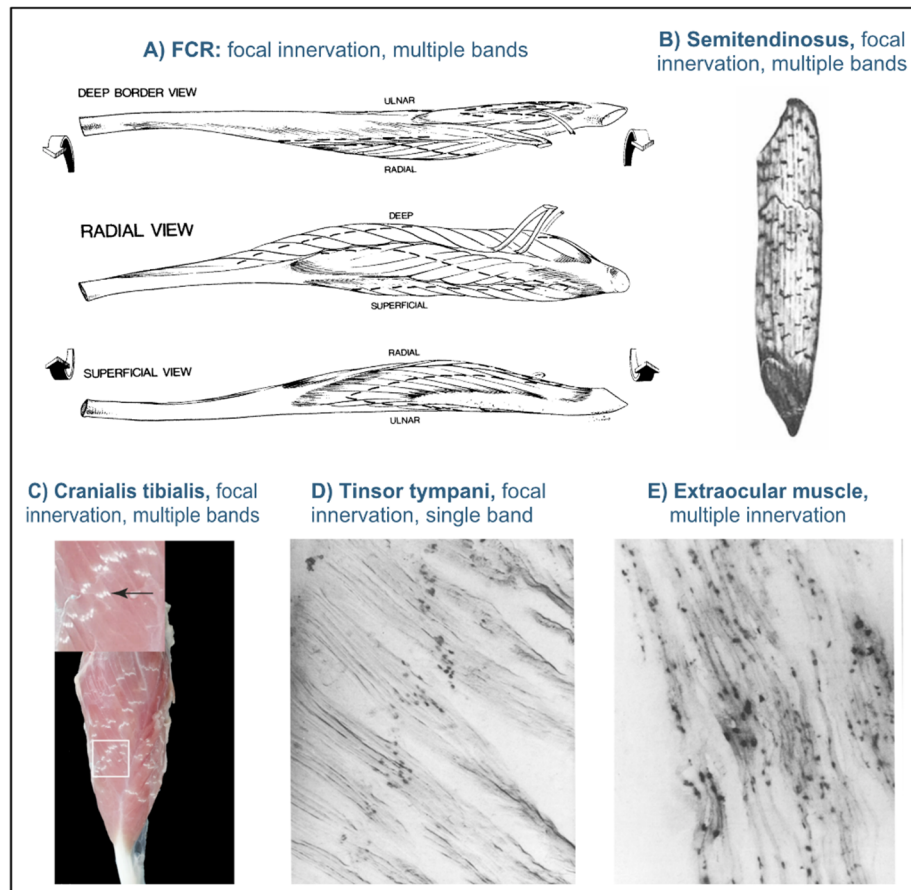 A) FCR: focal innervation, multiple bands
B) Semitendinosus, focal
innervation, multiple bands
DEEP BORDER VIEW
ULNAR
RADIAL
RADIAL VIEW
DEEP
SUPERFICIAL
RADIAL
SUPERFICIAL VIEW
ULNAR
C) Cranialis tibialis, focal
innervation, multiple bands
D) Tinsor tympani, focal
innervation, single band
E) Extraocular muscle,
multiple innervation